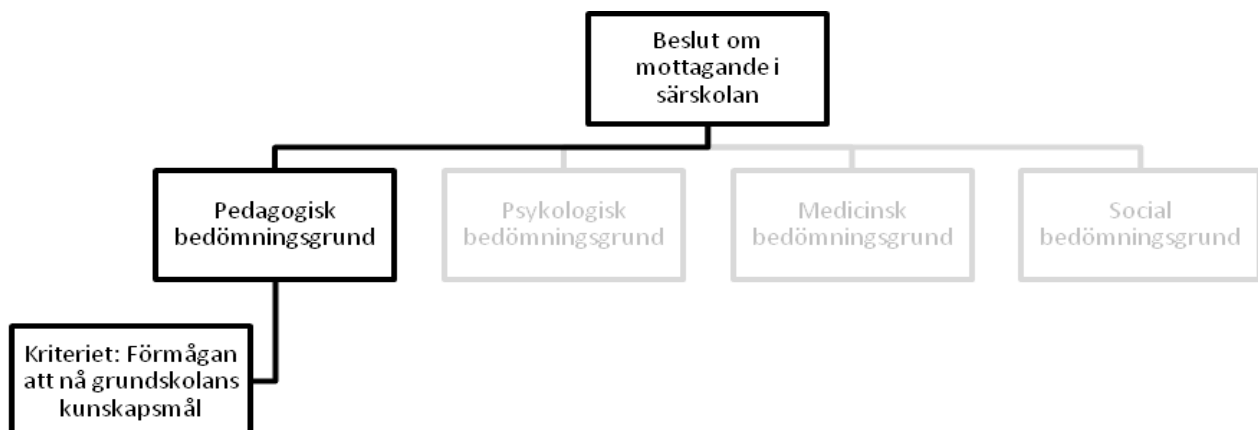 Beslut om
mottagande i
särskolan
Pedagogisk
bedömningsgrund
Psykologisk
bedömningsgrund
Medicinsk
bedömningsgrund
Social
bedömningsgrund
Kriteriet: Förmågan
att nå grundskolans
kunskapsmål